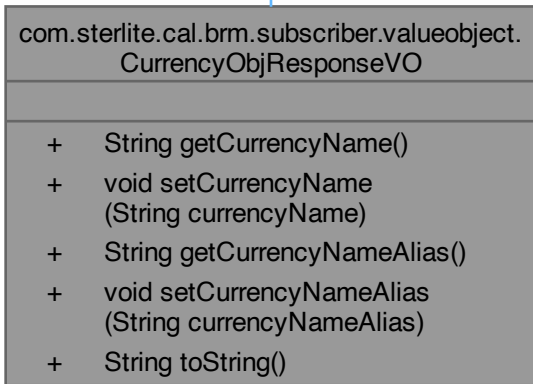 com.sterlite.cal.brm.subscriber.valueobject.
CurrencyObjResponseVO
+ String getCurrencyName()
+ void setCurrencyName
(String currencyName)
+ String getCurrencyNameAlias()
+ void setCurrencyNameAlias
(String currencyNameAlias)
+ String toString()